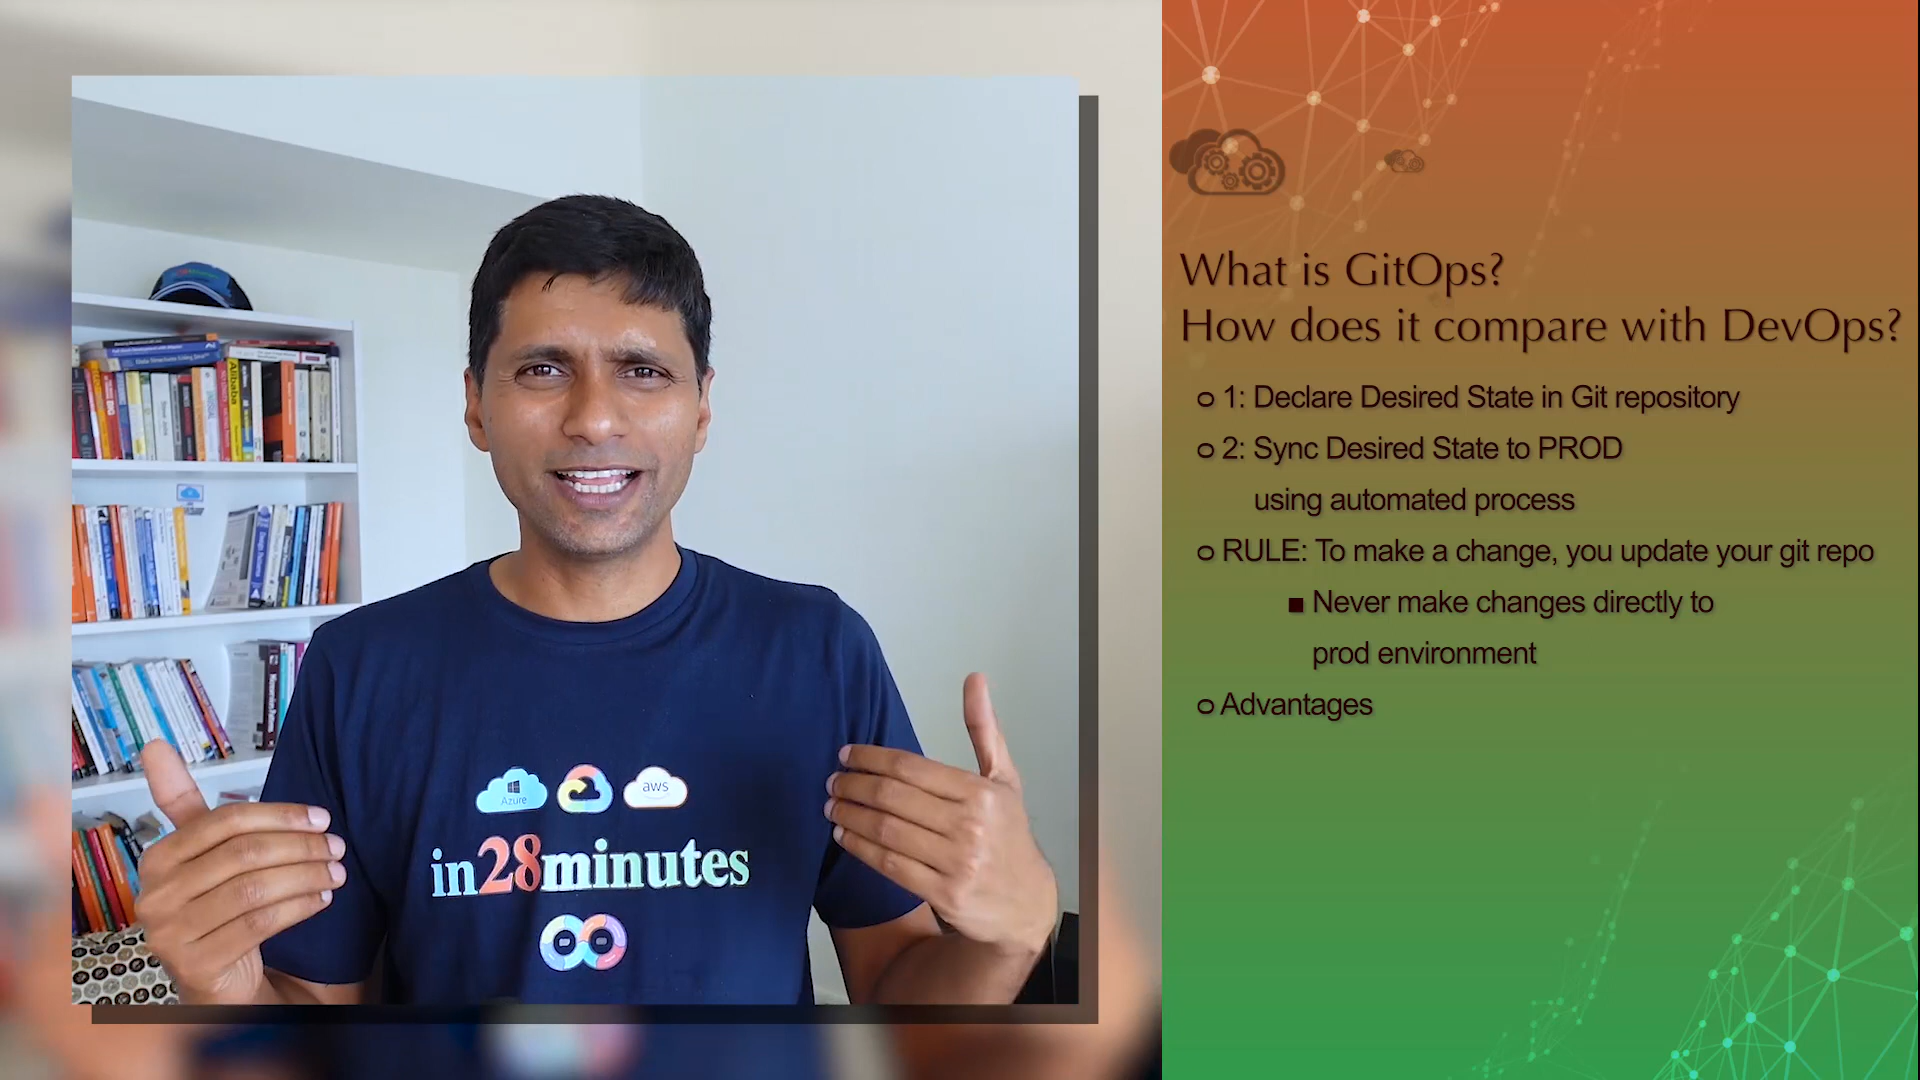 What is GitOps?
How does it compare with DevOps?
o 1: Declare Desired State in Git repository
o 2: Sync Desired State to PROD
using automated process
o RULE: To make a change, you update your git repo
■ Never make changes directly to
prod environment
o Advantages
Alibaba
Azure
aws
in28minutes